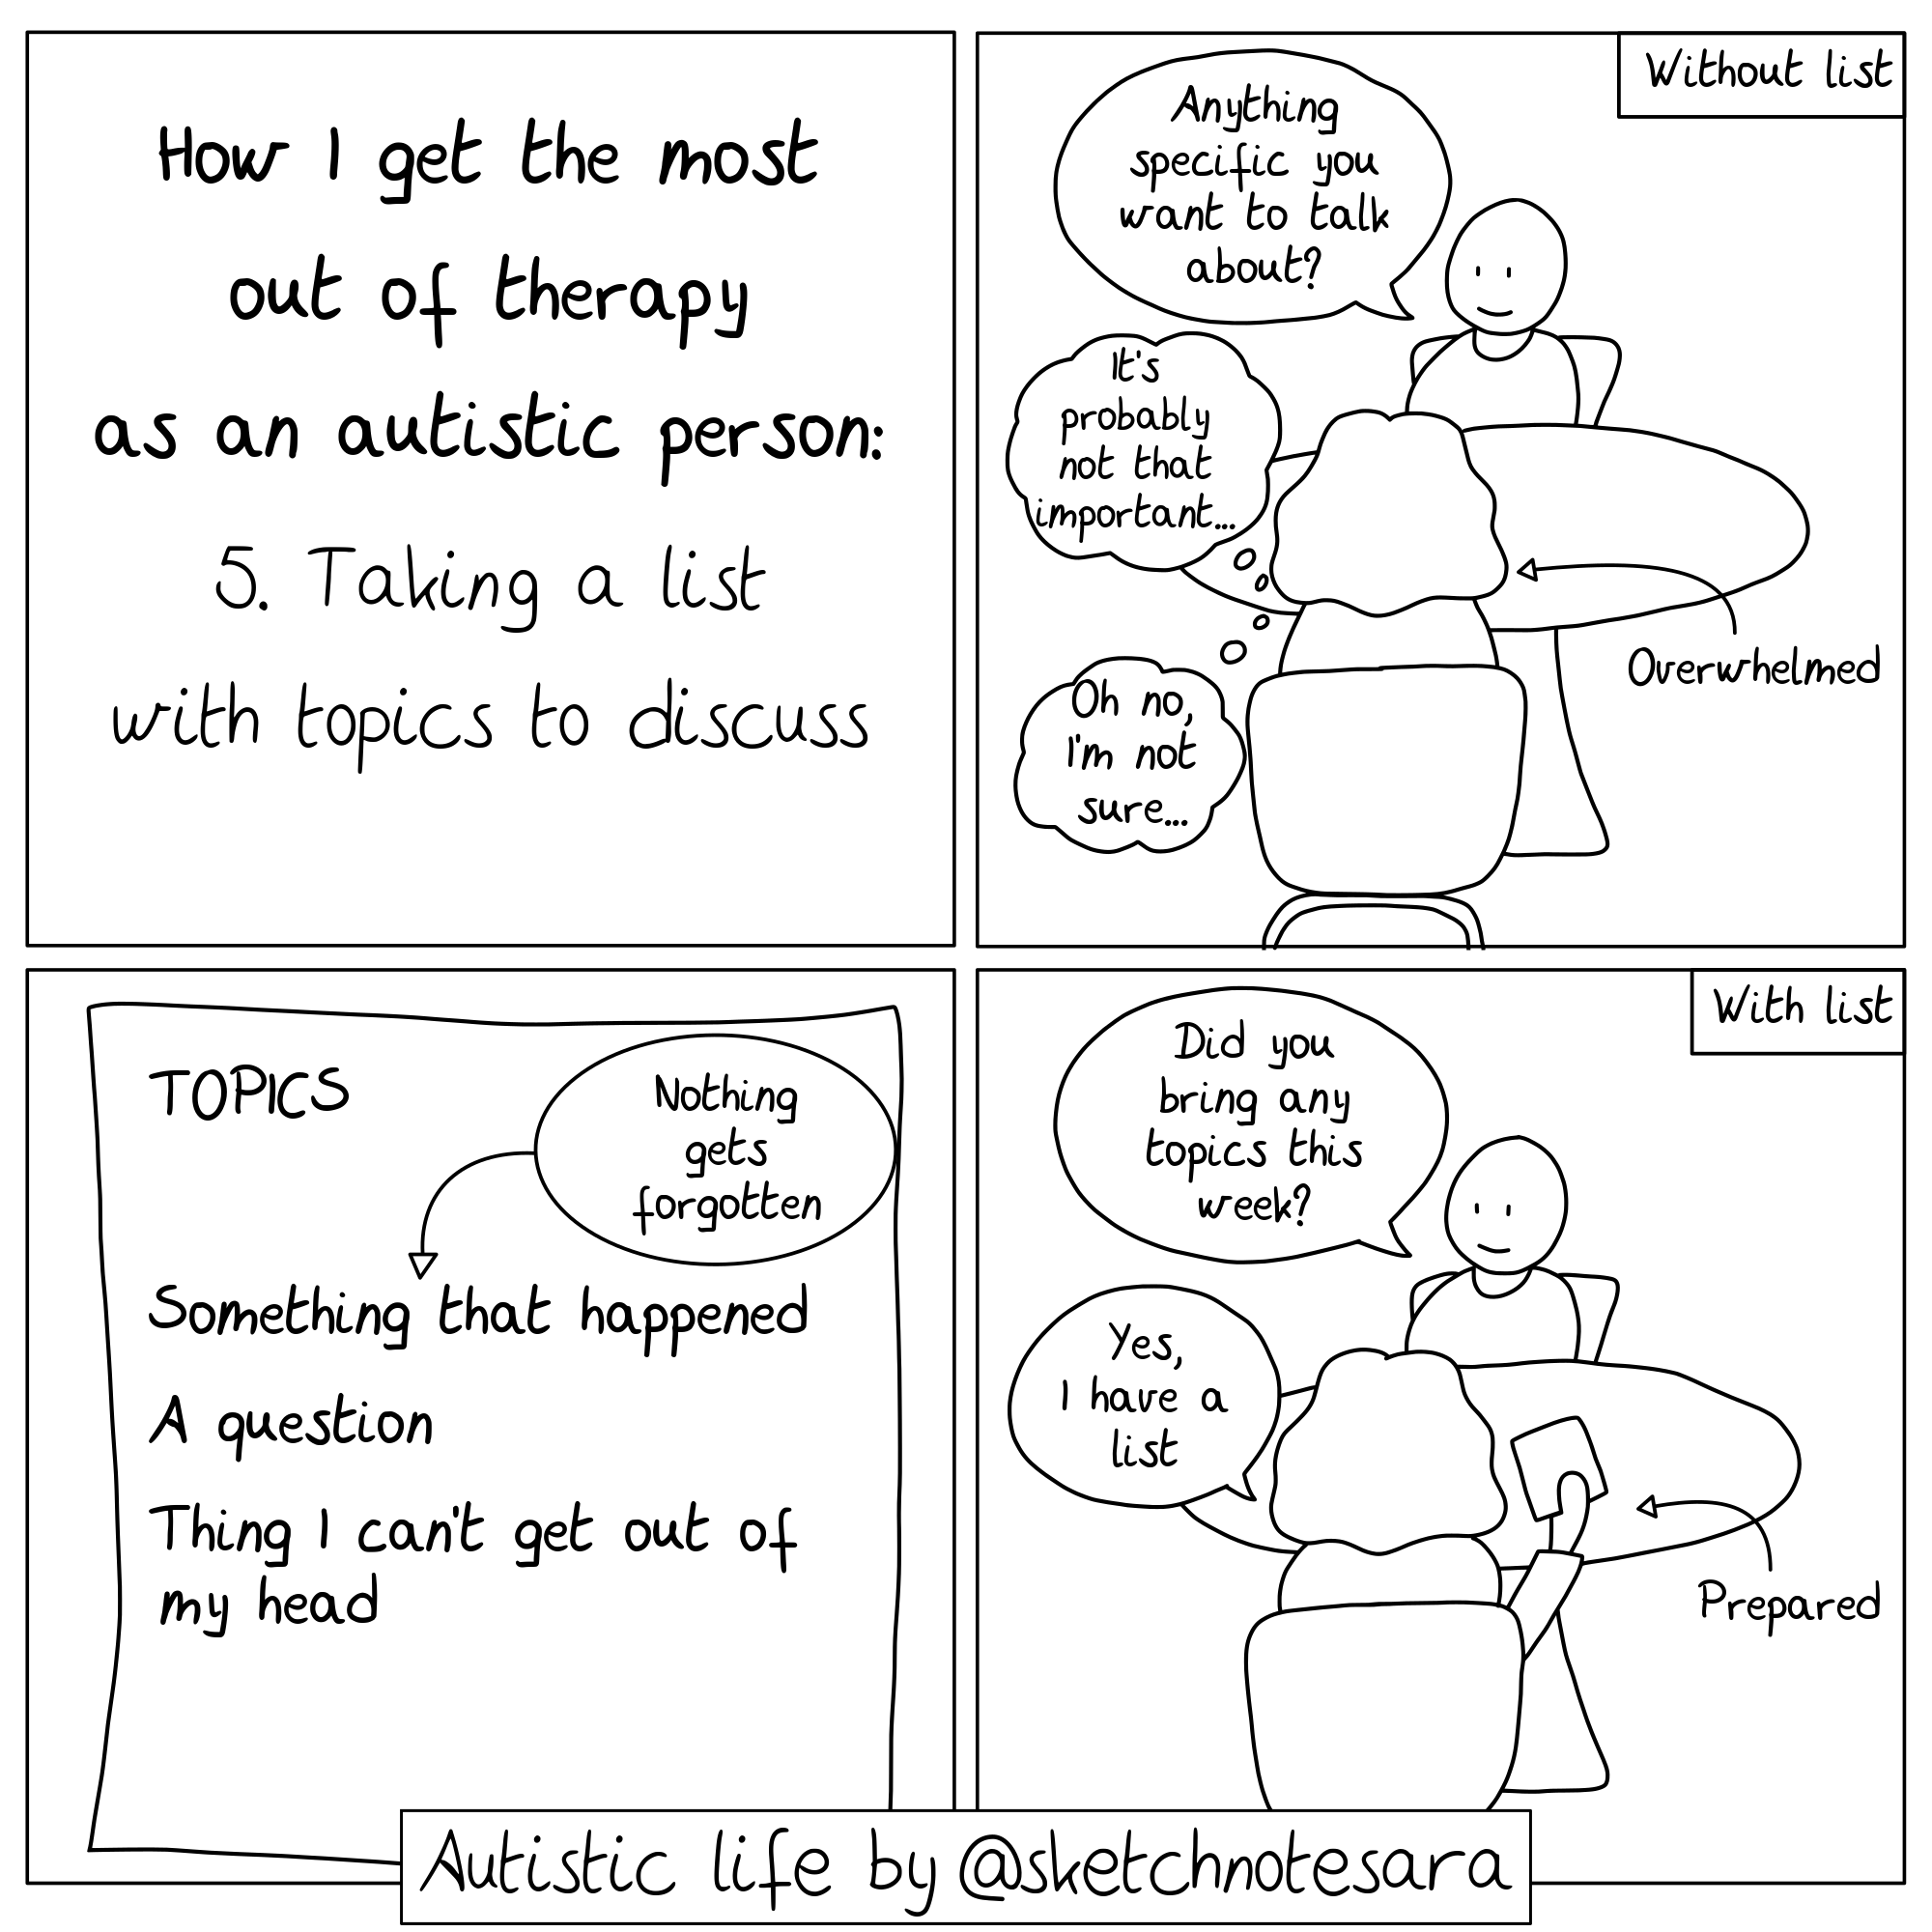 How I get the most
out of therapy
as an autistic person:
5. Taking a list
with topics to discuss
Without list
Anything
specific you
want to talk
about?
It's
probably
not that
important...
Oh no,
I'm not
sure...
Overwhelmed
TOPICS
Nothing
gets
forgotten
Something that happened
A question
Thing I can't get out of
my head
With list
Did you
bring any
topics this
week?
Yes,
I have a
list
Prepared
Autistic life by @sketchnotesara